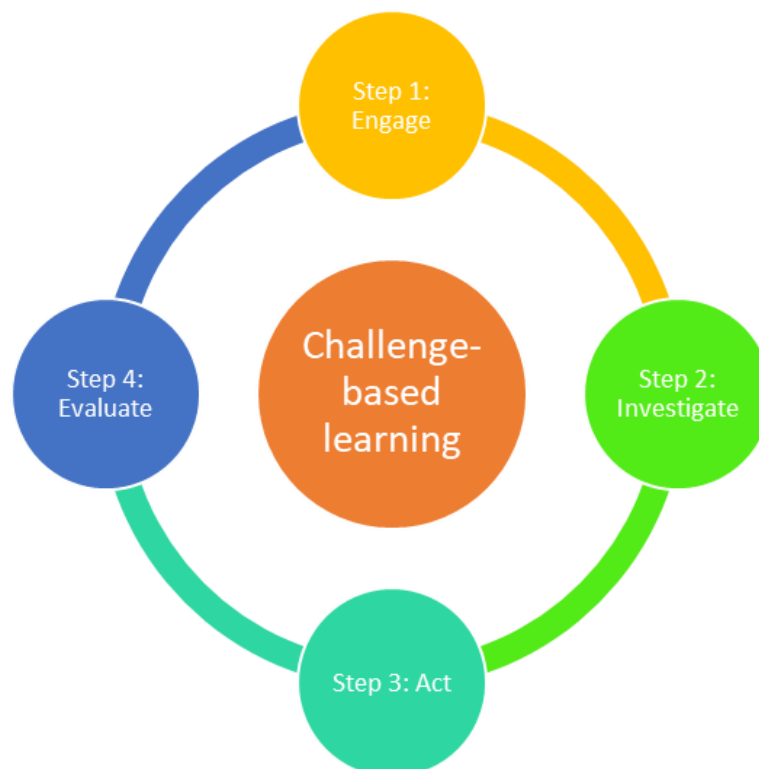 Step 1:
Engage
Challenge-
based
learning
Step 2:
Investigate
Step 3: Act
Step 4:
Evaluate